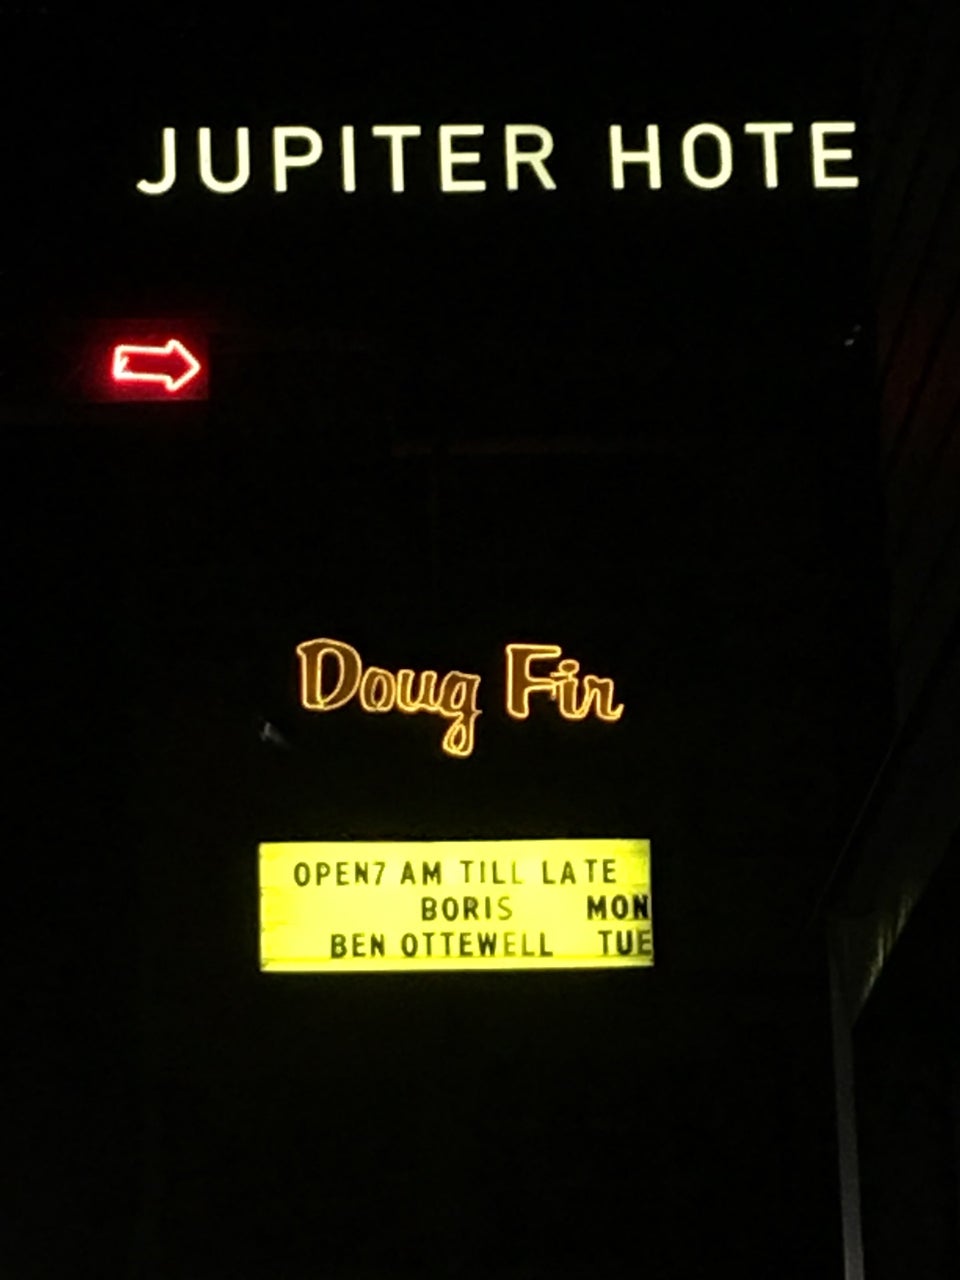 JUPITER HOTE
Doug Fir
OPEN7 AM TILL LATE
BORIS MON
BEN OTTEWELL TUE